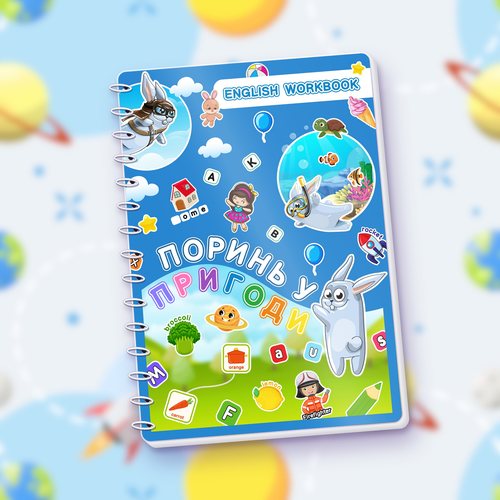 ENGLISH WORKBOOK
A
K
ome
B
rocket
ПОРИНЬ У
ПРИГОДИ
broccoli
orange
a
u
s
M
lemon
carrot
F
Firefighter